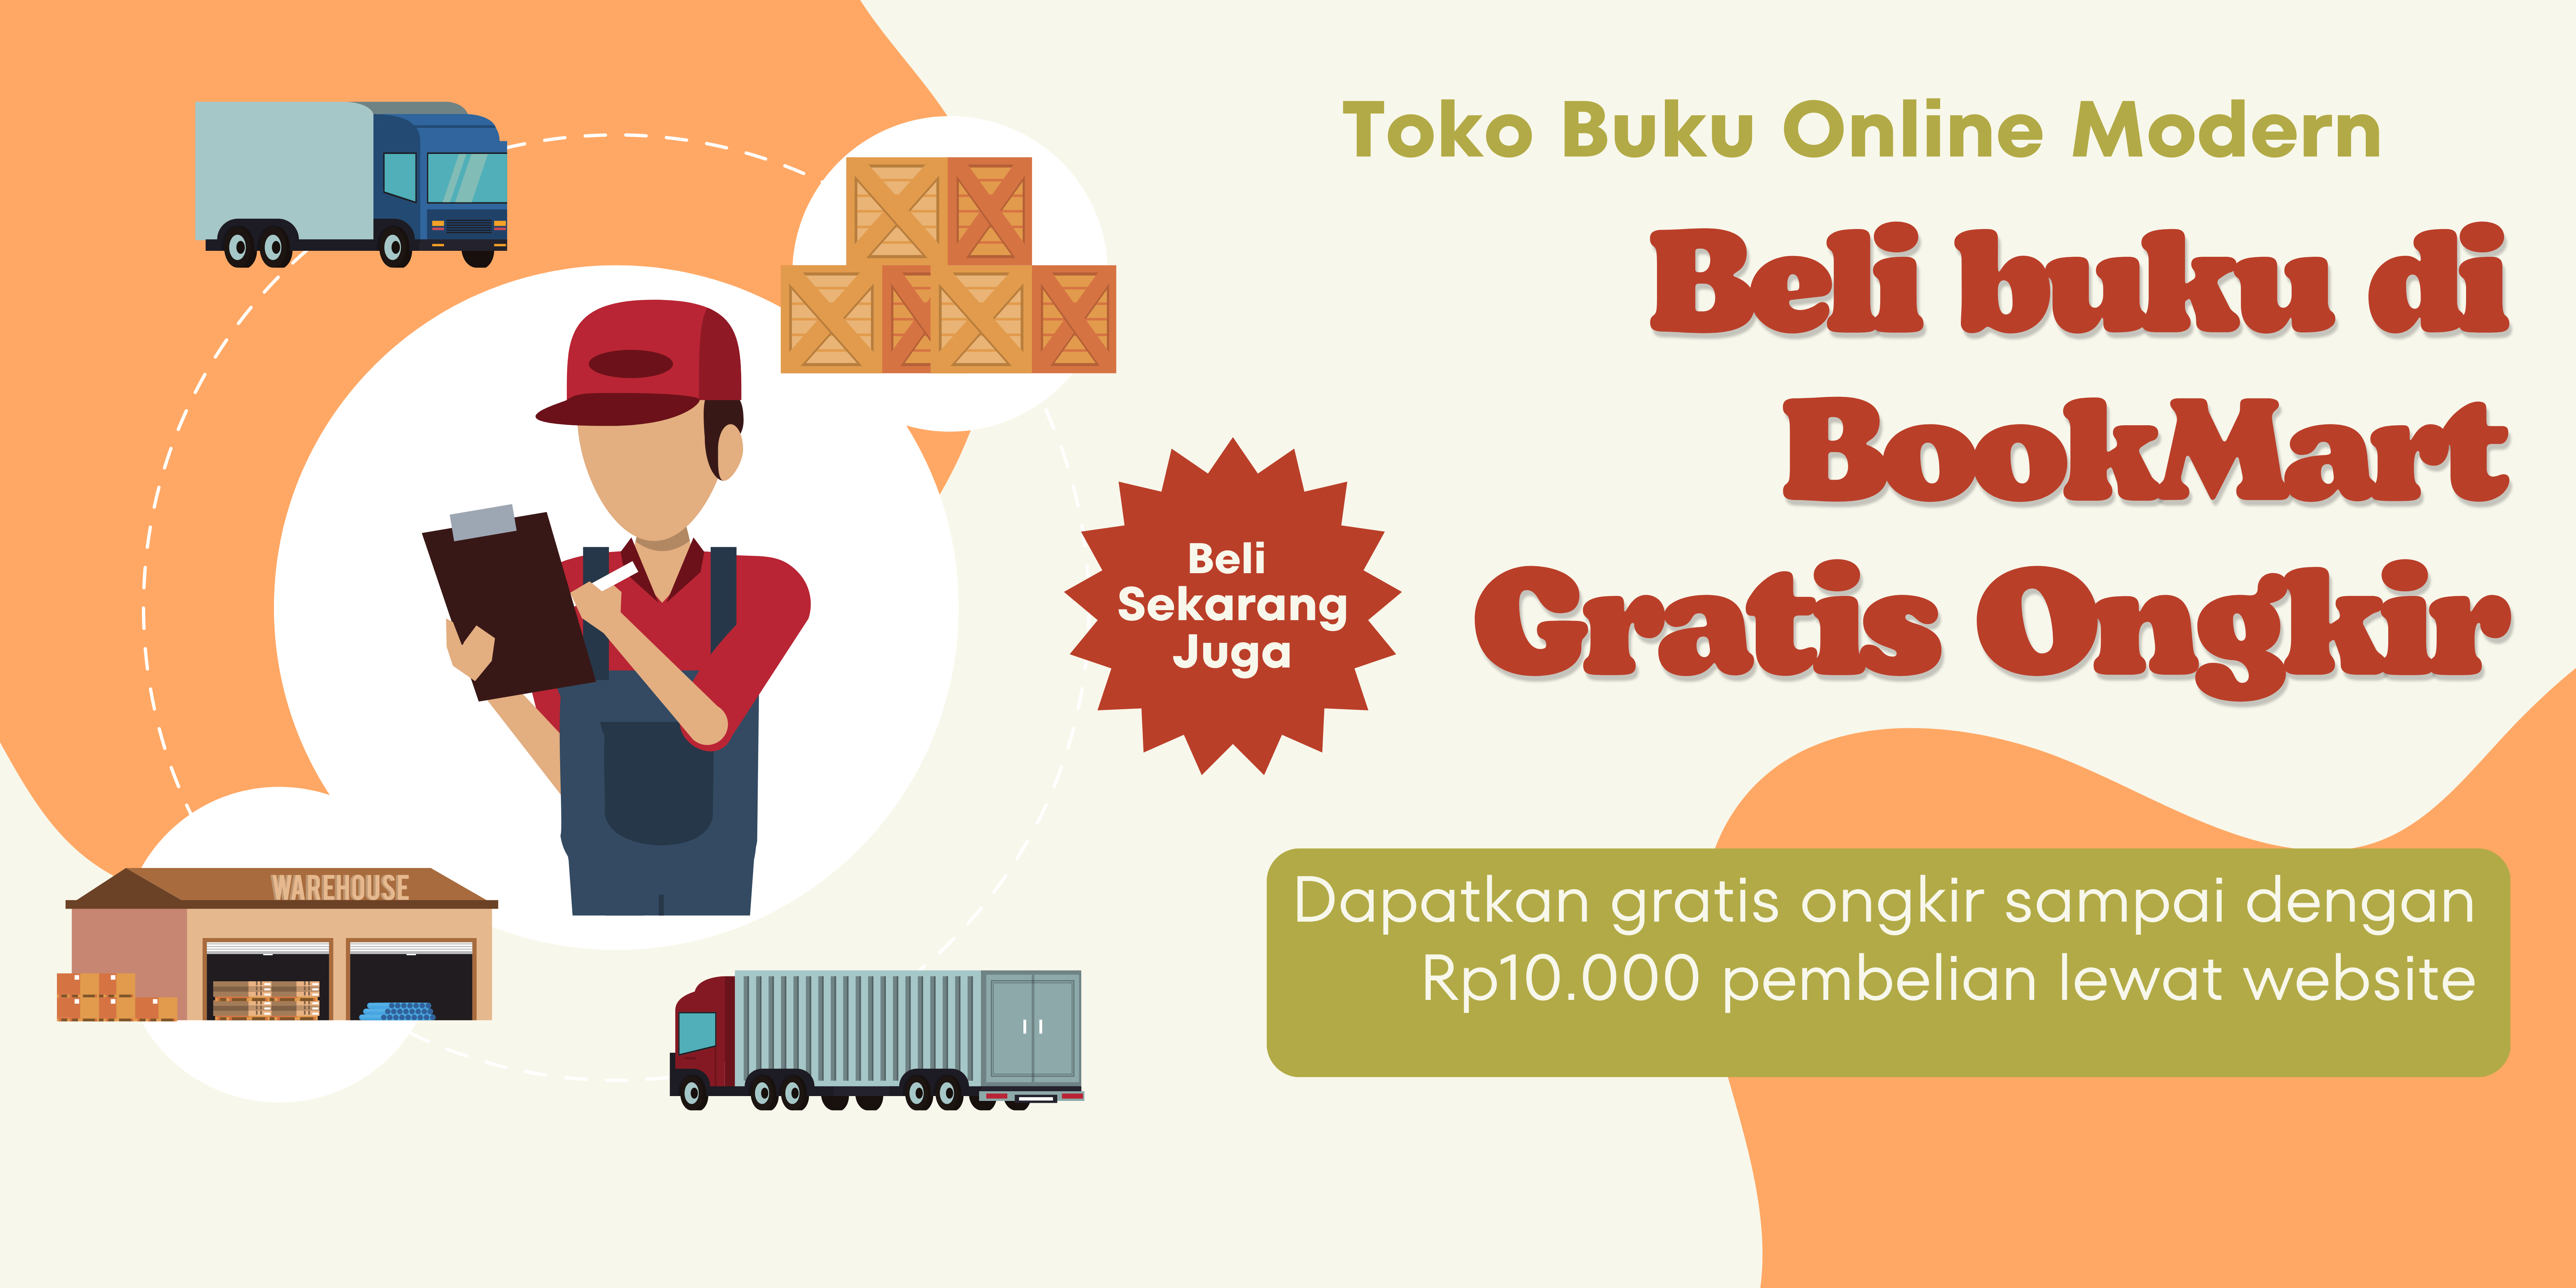 Toko Buku Online Modern
Beli buku di
BookMart
Gratis Ongkir
Beli
Sekarang
Juga
Dapatkan gratis ongkir sampai dengan
Rp10.000 pembelian lewat website
WAREHOUSE